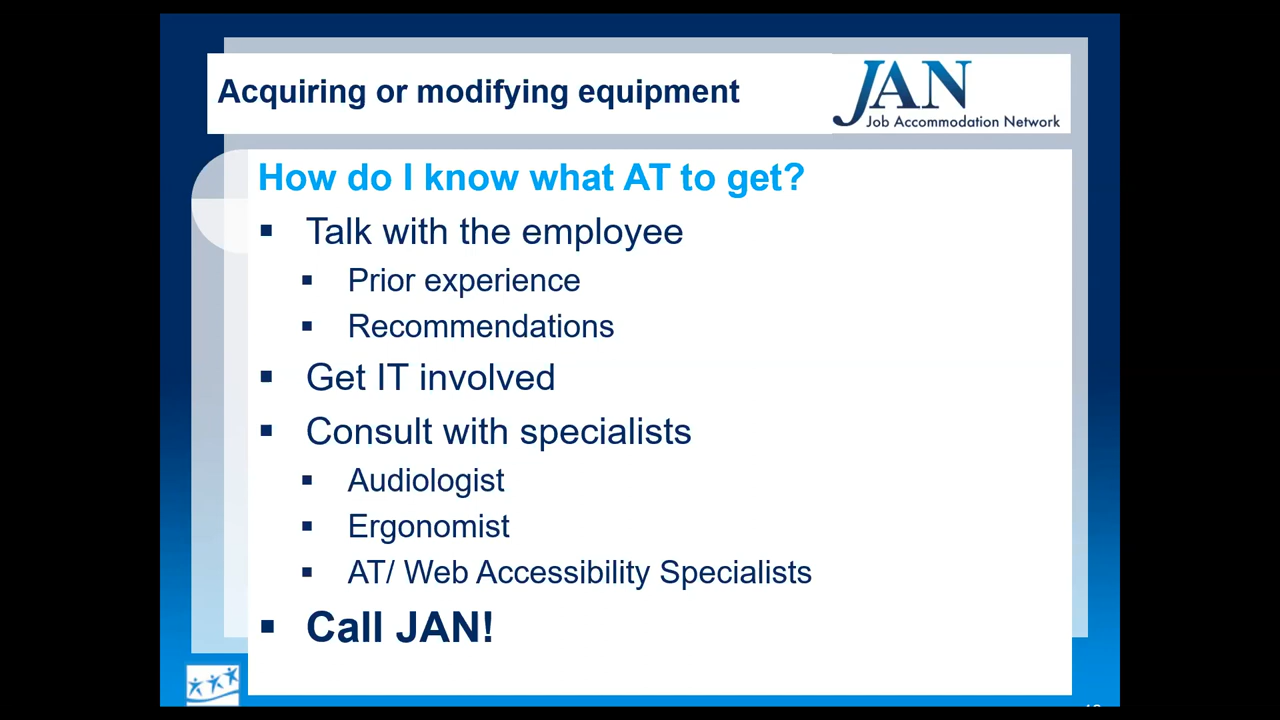 Acquiring or modifying equipment
JAN
Job Accommodation Network
How do I know what AT to get?
Talk with the employee
Prior experience
Recommendations
Get IT involved
Consult with specialists
Audiologist
Ergonomist
AT/ Web Accessibility Specialists
Call JAN!